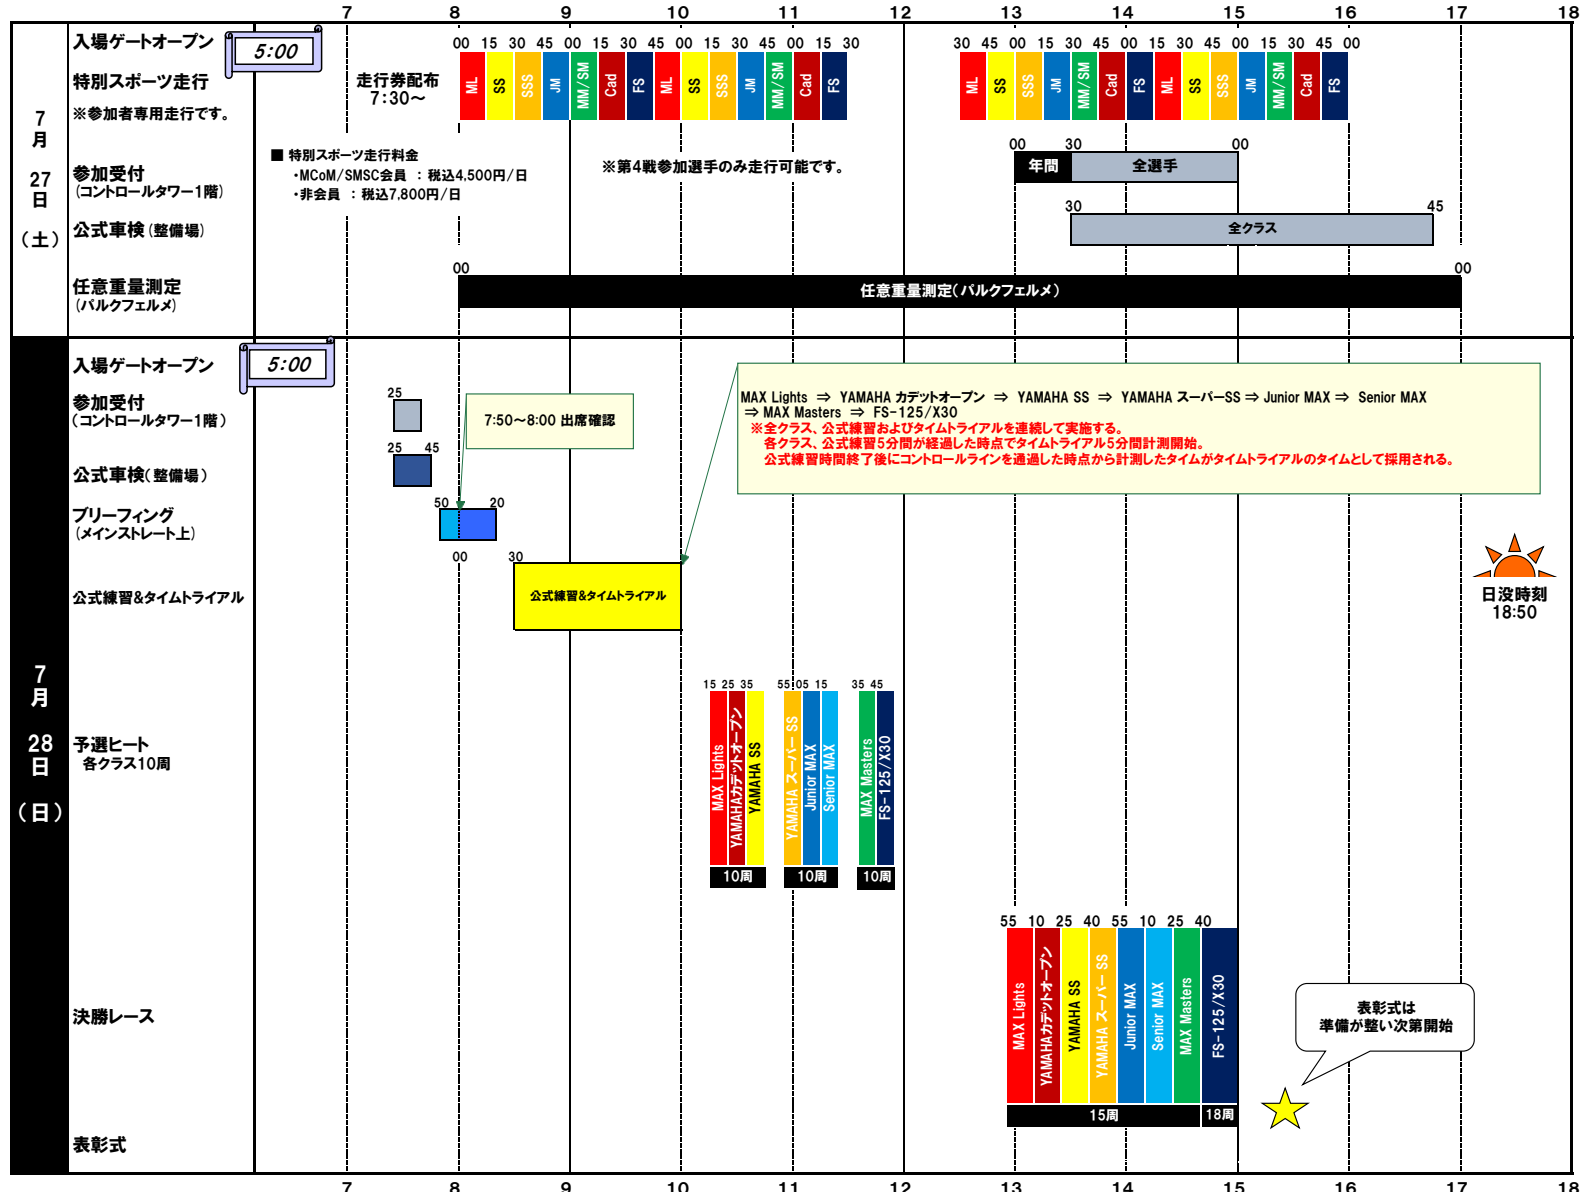 7 8 9 10 11 12 13 14 15 16 17 18
7
月
27
日
（土）
入場ゲートオープン
5:00
特別スポーツ走行
※参加者専用走行です。
走行券配布
7:30～
00 15 30 45 00 15 30 45 00 15 30 45 00 15 30
ML SS SSS JM MM/SM Cad FS ML SS SSS JM MM/SM Cad FS
30 45 00 15 30 45 00 15 30 45 00 15 30 45 00
ML SS SSS JM MM/SM Cad FS ML SS SSS JM MM/SM Cad FS
■ 特別スポーツ走行料金
・MCoM/SMSC会員 ：税込4,500円/日
・非会員 ：税込7,800円/日
※第4戦参加選手のみ走行可能です。
参加受付
(コントロールタワー1階)
00 30 00
年間 全選手
公式車検(整備場)
30 45
全クラス
任意重量測定
(パルクフェルメ)
00 00
任意重量測定(パルクフェルメ)
7
月
28
日
（日）
入場ゲートオープン
5:00
参加受付
(コントロールタワー1階)
25
7:50～8:00 出席確認
公式車検(整備場)
25 45
ブリーフィング
(メインストレート上)
50 20
00
MAX Lights ⇒ YAMAHA カデットオープン ⇒ YAMAHA SS ⇒ YAMAHA スーパーSS ⇒ Junior MAX ⇒ Senior MAX
⇒ MAX Masters ⇒ FS-125/X30
※全クラス、公式練習およびタイムトライアルを連続して実施する。
各クラス、公式練習5分間が経過した時点でタイムトライアル5分間計測開始。
公式練習時間終了後にコントロールラインを通過した時点から計測したタイムがタイムトライアルのタイムとして採用される。
公式練習&タイムトライアル
30
公式練習&タイムトライアル
日没時刻
18:50
予選ヒート
各クラス10周
15 25 35 55 05 15 35 45
MAX Lights
YAMAHAカデットオープン
YAMAHA SS
YAMAHA スーパー SS
Junior MAX
Senior MAX
MAX Masters
FS-125/X30
10周 10周 10周
決勝レース
55 10 25 40 55 10 25 40
MAX Lights
YAMAHAカデットオープン
YAMAHA SS
YAMAHA スーパー SS
Junior MAX
Senior MAX
MAX Masters
FS-125/X30
15周 18周
表彰式は
準備が整い次第開始
表彰式
7 8 9 10 11 12 13 14 15 16 17 18